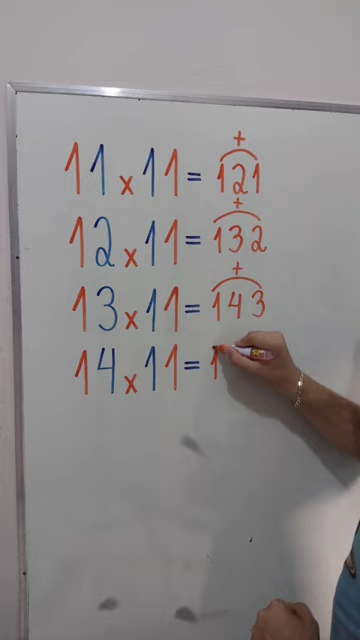 +
11 x 11 = 121
+
12 x 11 = 132
+
13 x 11 = 143
14 x 11 = 1